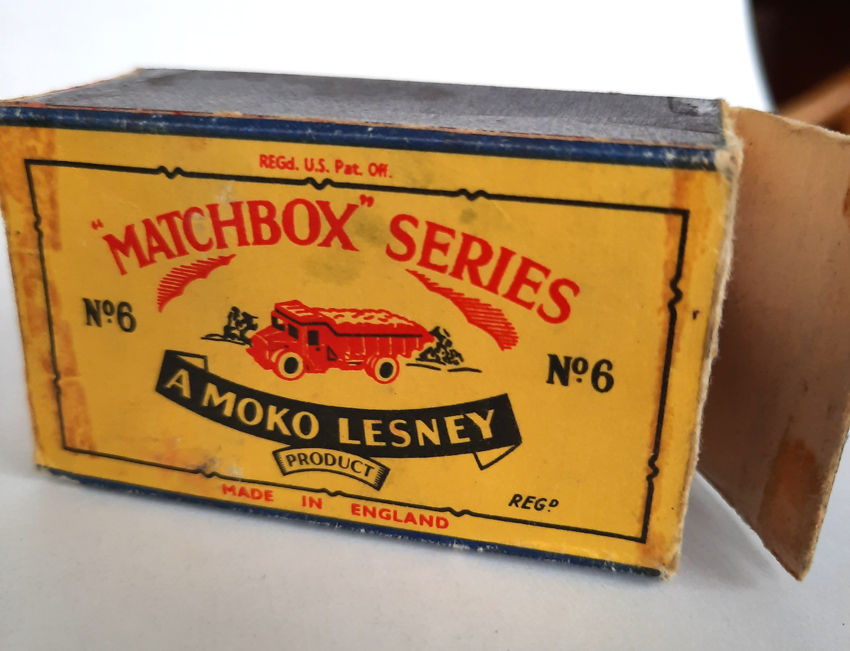 REGd. U.S. Pat. Off.
"MATCHBOX" SERIES
Nº6
Nº6
A MOKO LESNEY
PRODUCT
REGD
MADE IN ENGLAND